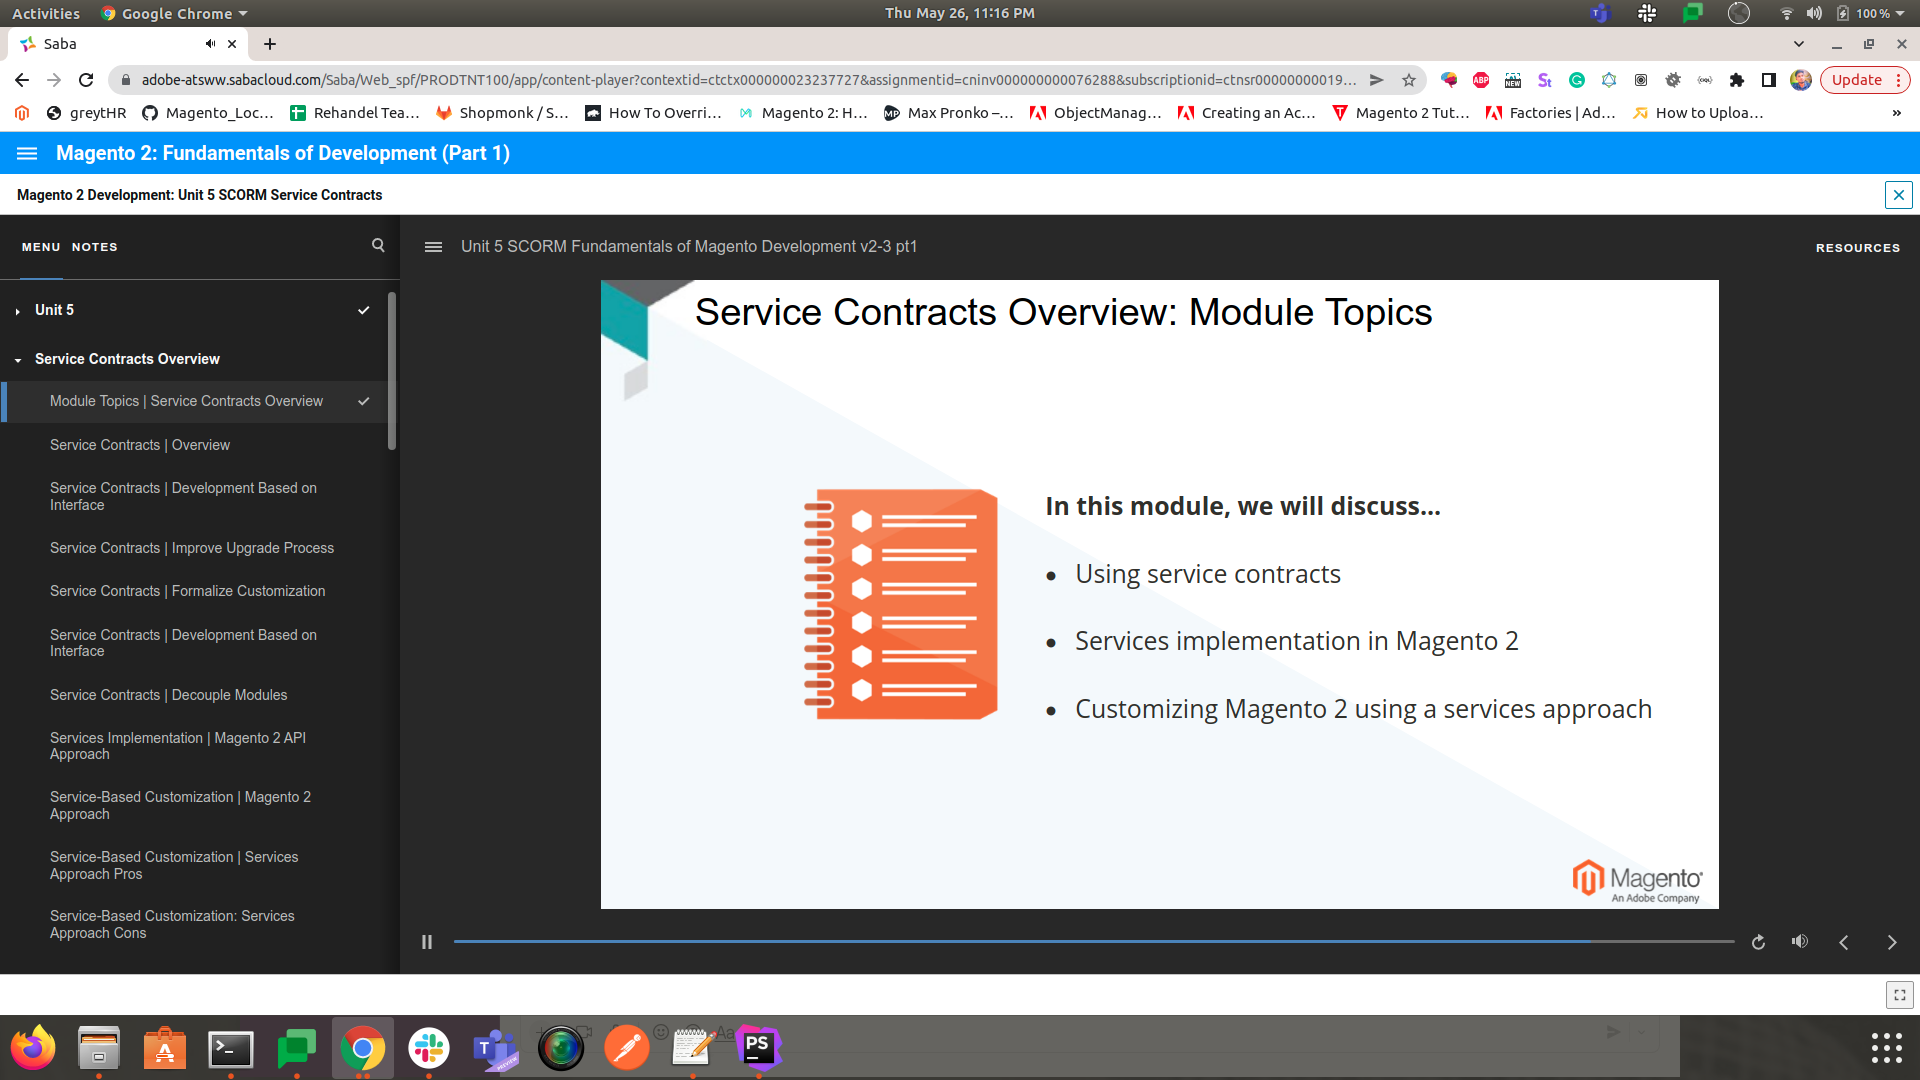 Activities
Google Chrome
Thu May 26, 11:16 PM
100 %
Saba
adobe-atsww.sabacloud.com/Saba/Web_spf/PRODTNT100/app/content-player?contextid=ctctx000000023237727&assignmentid=cninv000000000076288&subscriptionid=ctnsr00000000019...
ABP
NEW
Update
greytHR
Magento_Loc...
Rehandel Tea...
Shopmonk / S...
How To Overri...
Magento 2: H...
Max Pronko –...
ObjectManag...
Creating an Ac...
Magento 2 Tut...
Factories | Ad...
How to Uploa...
Magento 2: Fundamentals of Development (Part 1)
Magento 2 Development: Unit 5 SCORM Service Contracts
MENU NOTES
Unit 5 SCORM Fundamentals of Magento Development v2-3 pt1
RESOURCES
Unit 5
Service Contracts Overview
Module Topics | Service Contracts Overview
Service Contracts | Overview
Service Contracts | Development Based on
Interface
Service Contracts | Improve Upgrade Process
Service Contracts | Formalize Customization
Service Contracts | Development Based on
Interface
Service Contracts | Decouple Modules
Services Implementation | Magento 2 API
Approach
Service-Based Customization | Magento 2
Approach
Service-Based Customization | Services
Approach Pros
Service-Based Customization: Services
Approach Cons
Service Contracts Overview: Module Topics
In this module, we will discuss...
• Using service contracts
• Services implementation in Magento 2
• Customizing Magento 2 using a services approach
Magento
An Adobe Company
Aa
PS